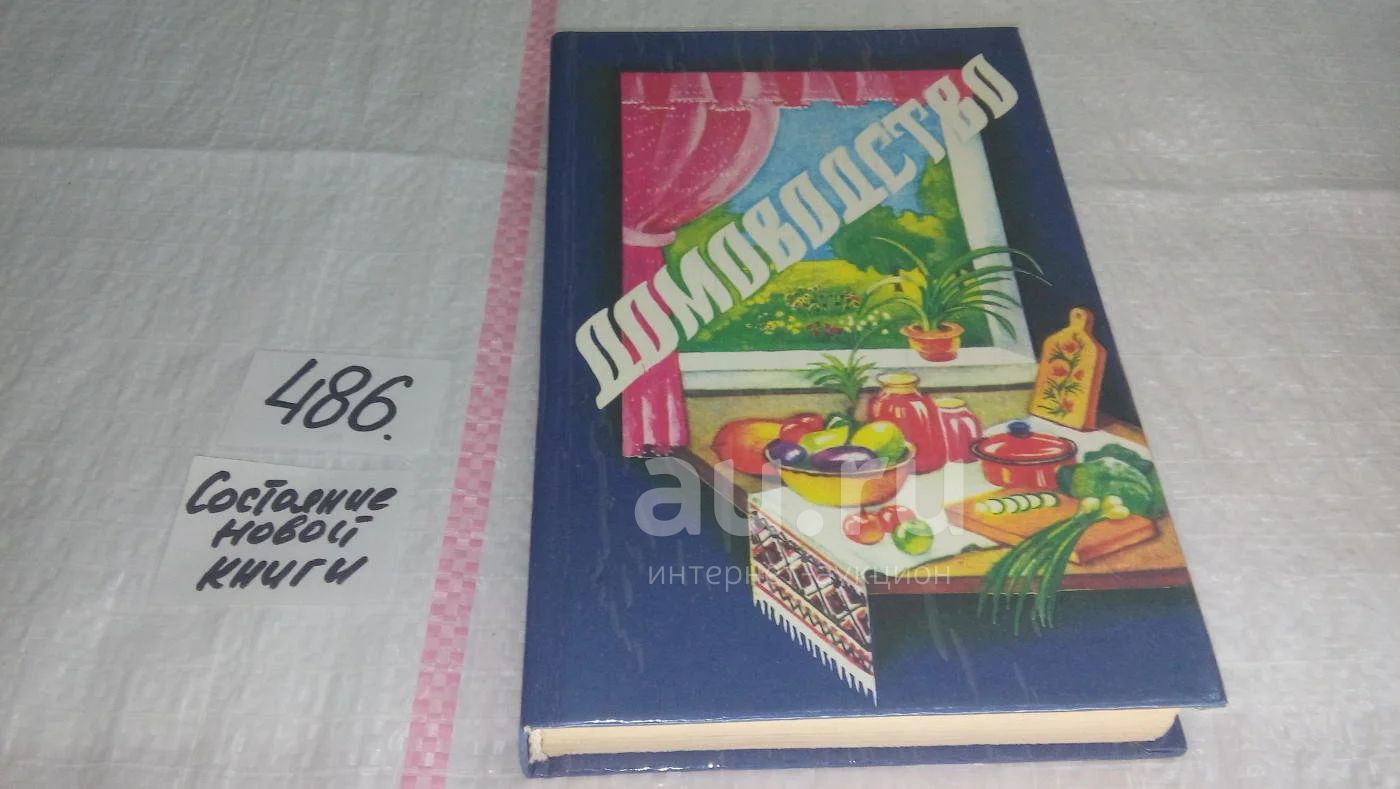 ДОМОВОДСТВО
486.
Состояние
новой
книги
au.ru
интернет-аукцион